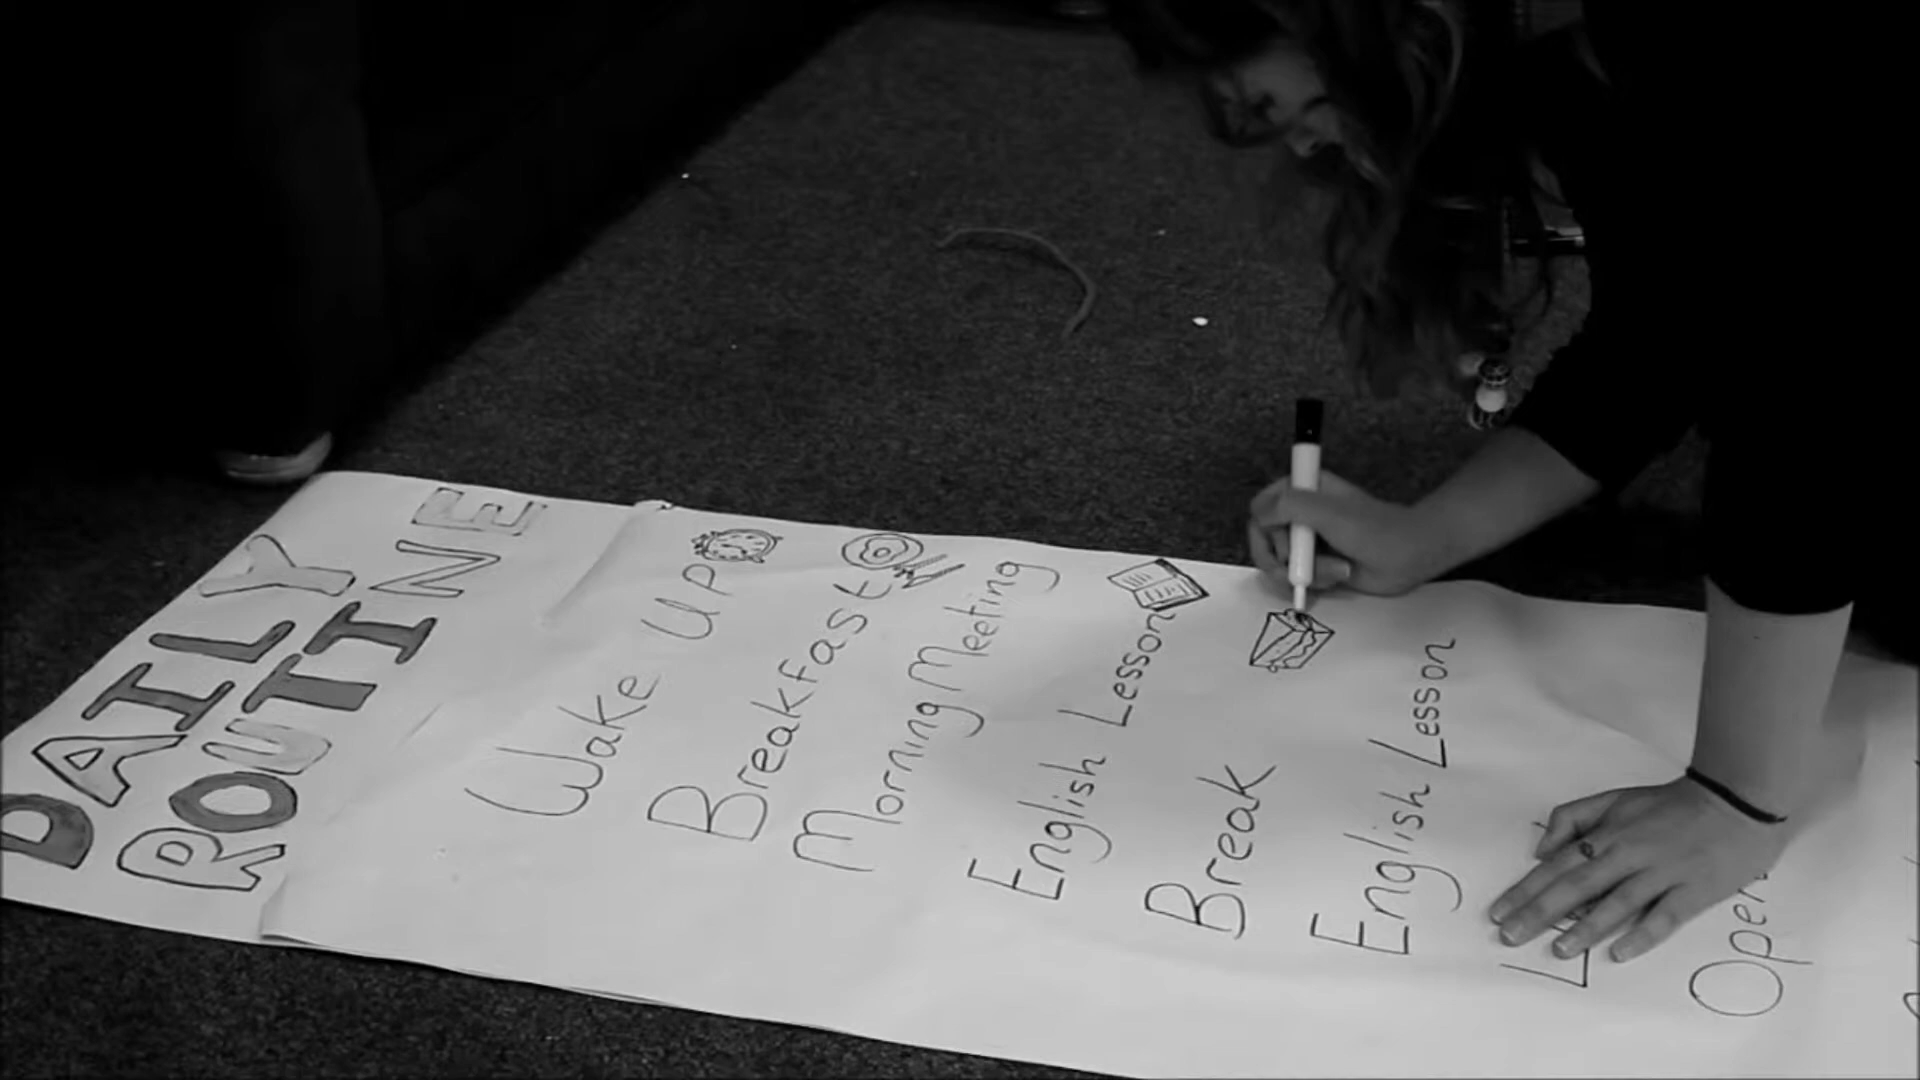 DAILY
ROUTINE
Wake UP
Breakfast
Morning Meeting
English Lesson
Break
English Lesson